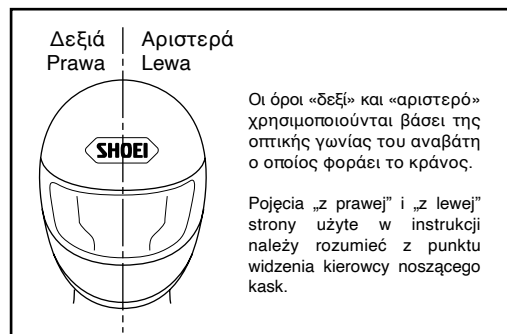 Δεξιά
Prawa
Αριστερά
Lewa
SHOEI
Οι όροι «δεξί» και «αριστερό»
χρησιμοποιούνται βάσει της
οπτικής γωνίας του αναβάτη
ο οποίος φοράει το κράνος.
Pojęcia „z prawej” i „z lewej”
strony użyte w instrukcji
należy rozumieć z punktu
widzenia kierowcy noszącego
kask.